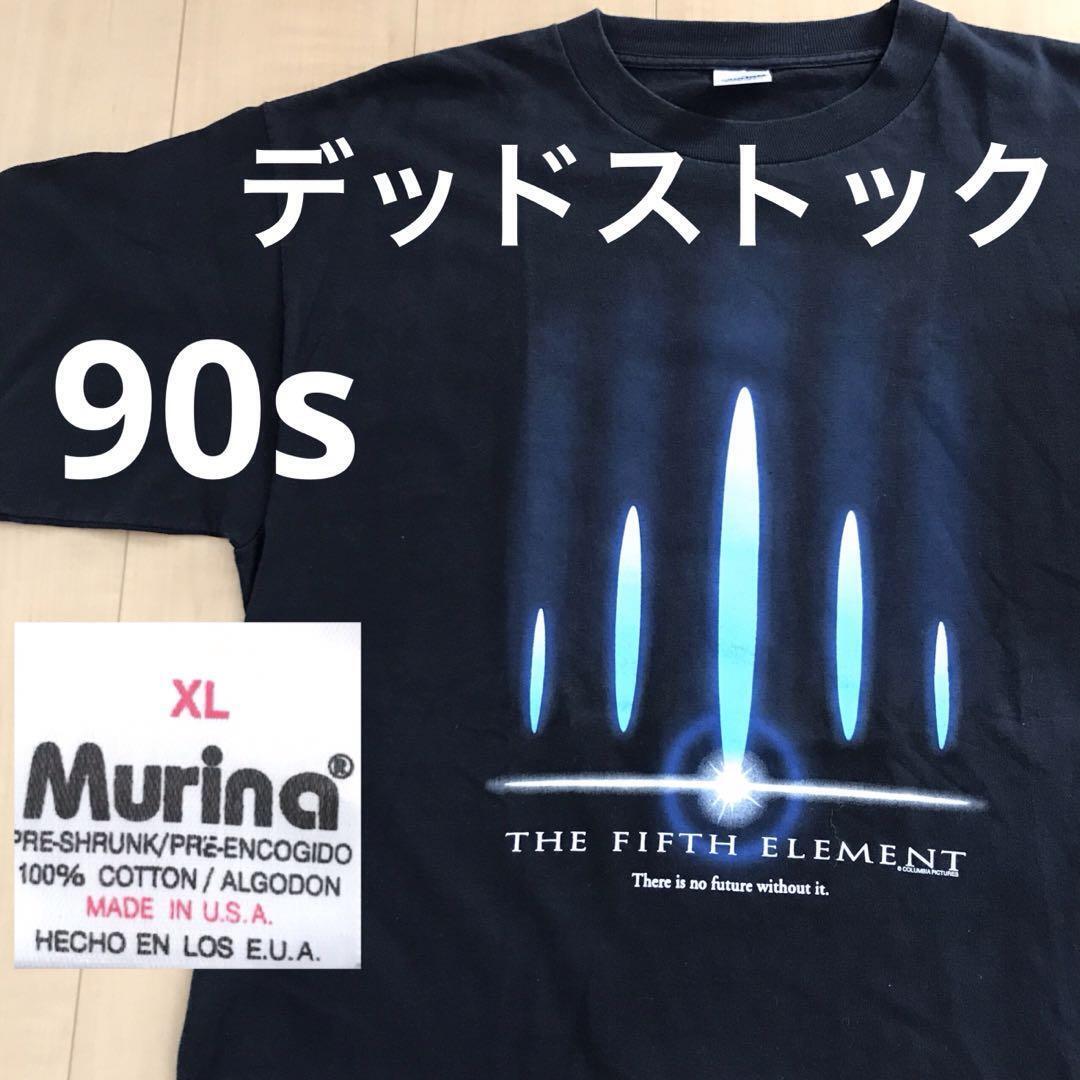 デッドストック
90s
XL
Murina®
PRE-SHRUNK/PRE-ENCOGIDO
100% COTTON / ALGODON
MADE IN U.S.A.
HECHO EN LOS E.U.A.
THE FIFTH ELEMENT
© COLUMBIA PICTURES
There is no future without it.